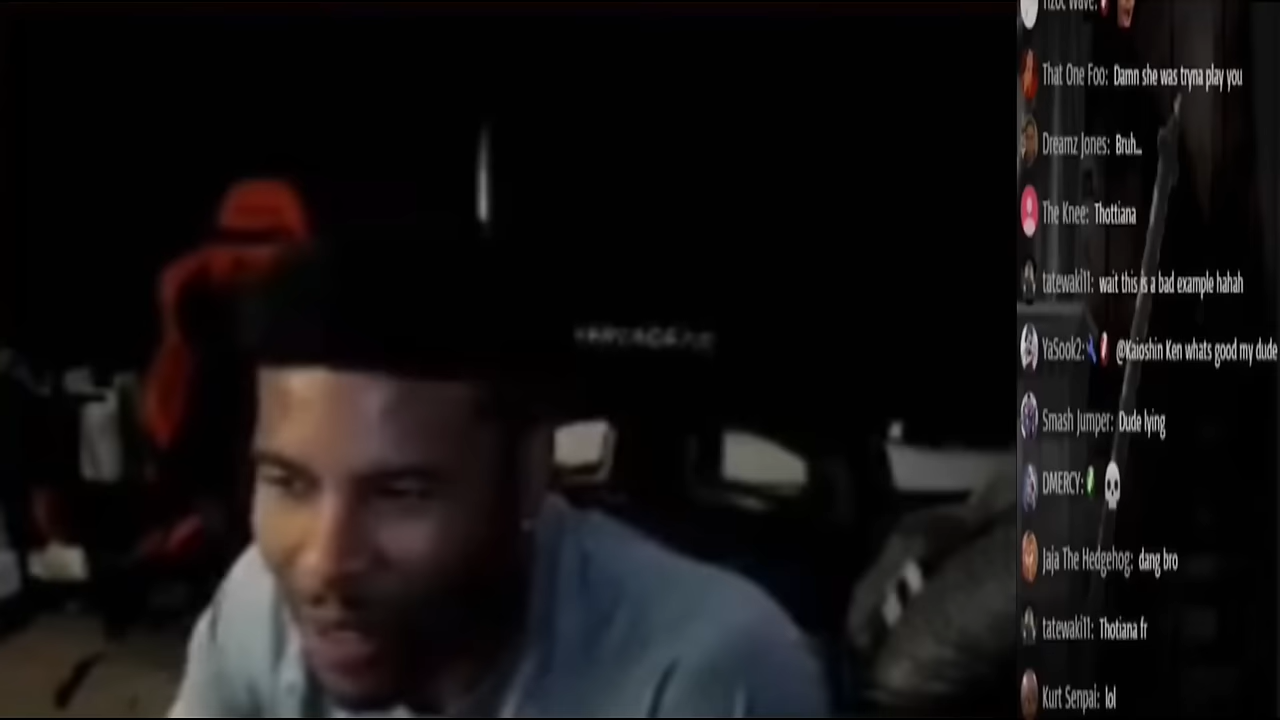 Tizoc Wave:
That One Foo: Damn she was tryna play you
Dreamz Jones: Bruh...
The Knee: Thottiana
tatewaki11: wait this is a bad example hahah
YaSook2: @Kaioshin Ken whats good my dude
Smash Jumper: Dude lying
DMERCY:
Jaja The Hedgehog: dang bro
tatewaki11: Thotiana fr
Kurt Senpai: lol